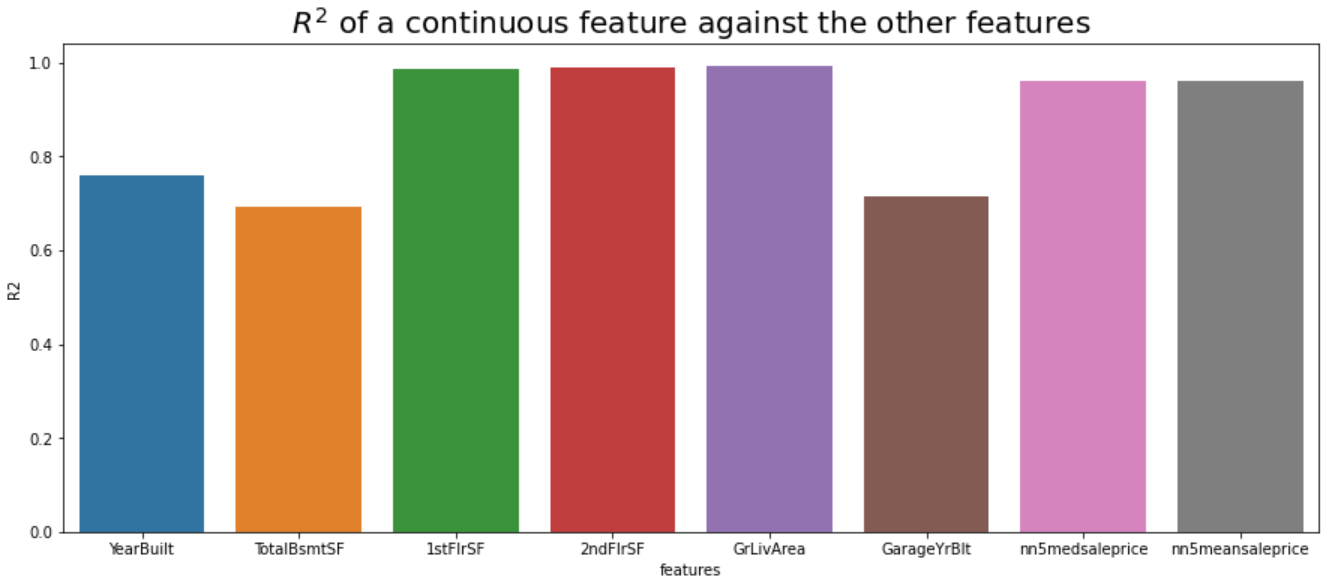 R² of a continuous feature against the other features
1.0
0.8
0.6
0.4
0.2
0.0
R2
YearBuilt TotalBsmtSF 1stFlrSF 2ndFlrSF GrLivArea GarageYrBlt nn5medsaleprice nn5meansaleprice
features